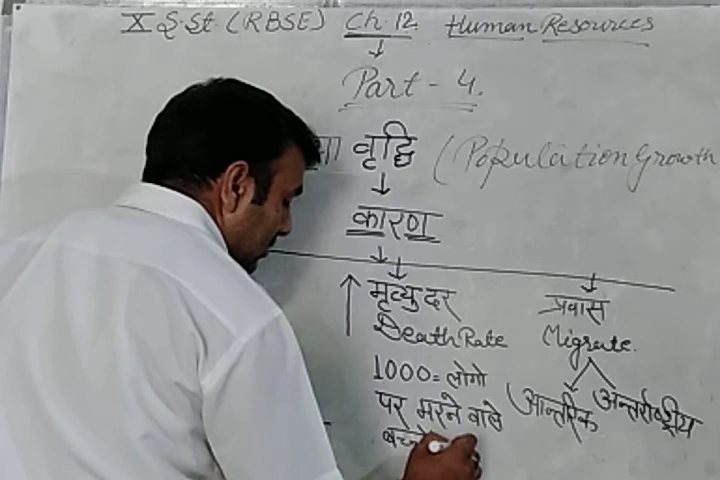 X S.St. (RBSE) Ch. 12. Human Resources
Part - 4.
वृद्धि (Population Growth
कारण
मृत्यु दर
Death Rate
1000 = लोगो
पर मरने वाले
प्रवास
Migrate.
आन्तरिक अन्तर्राष्ट्रीय